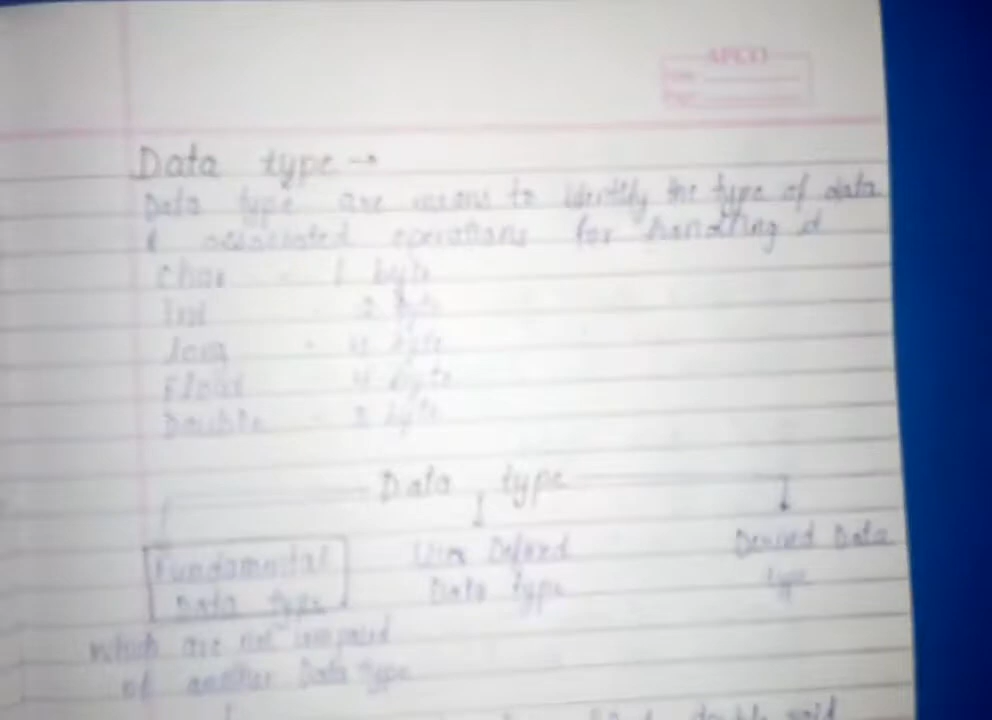 Data type →
Data type are means to identify the type of data
& associated operations for handling it
Char - 1 byte
Int 2 byte
long - 4 byte
Float 4 byte
Double - 8 byte
Data type
Fundamental
Data type
User Defined
Data type
Derived Data
type
which are not composed
of another Data type
double void